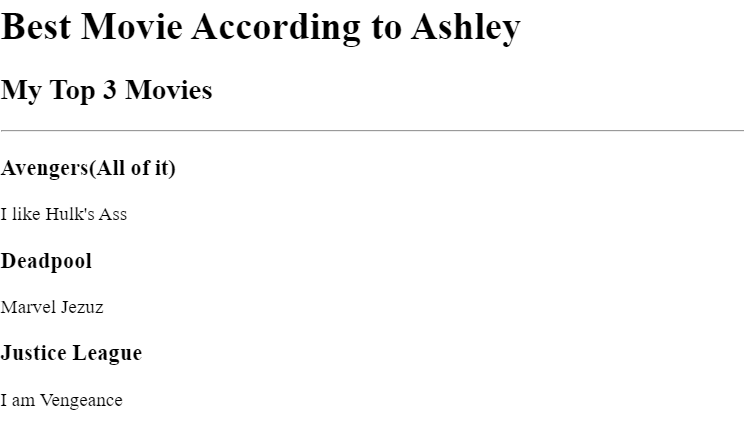 Best Movie According to Ashley
My Top 3 Movies
Avengers(All of it)
I like Hulk's Ass
Deadpool
Marvel Jezuz
Justice League
I am Vengeance